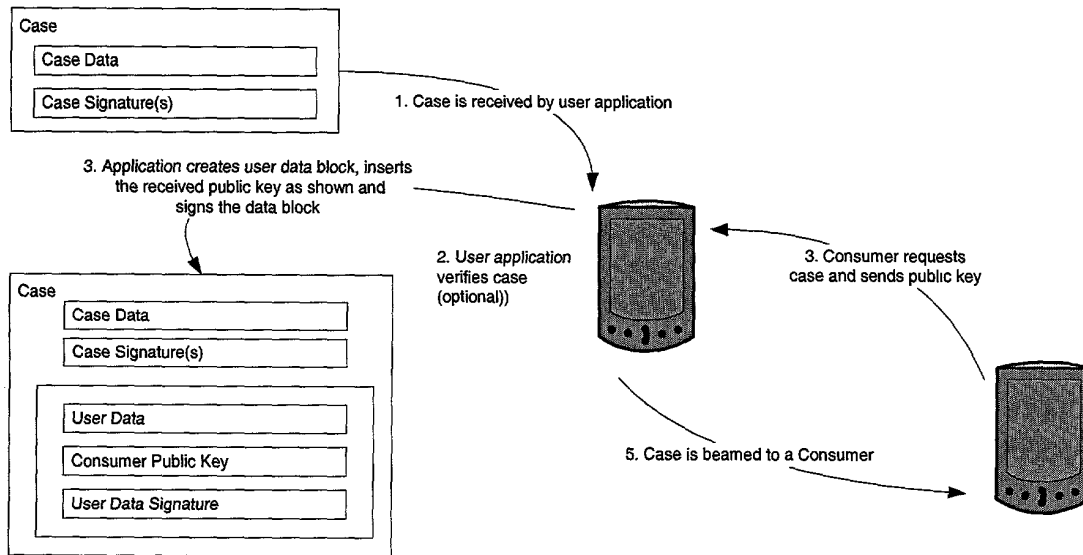 Case
Case Data
Case Signature(s)
1. Case is received by user application
3. Application creates user data block, inserts
the received public key as shown and
signs the data block
2. User application
verifies case
(optional))
3. Consumer requests
case and sends public key
Case
Case Data
Case Signature(s)
User Data
Consumer Public Key
User Data Signature
5. Case is beamed to a Consumer